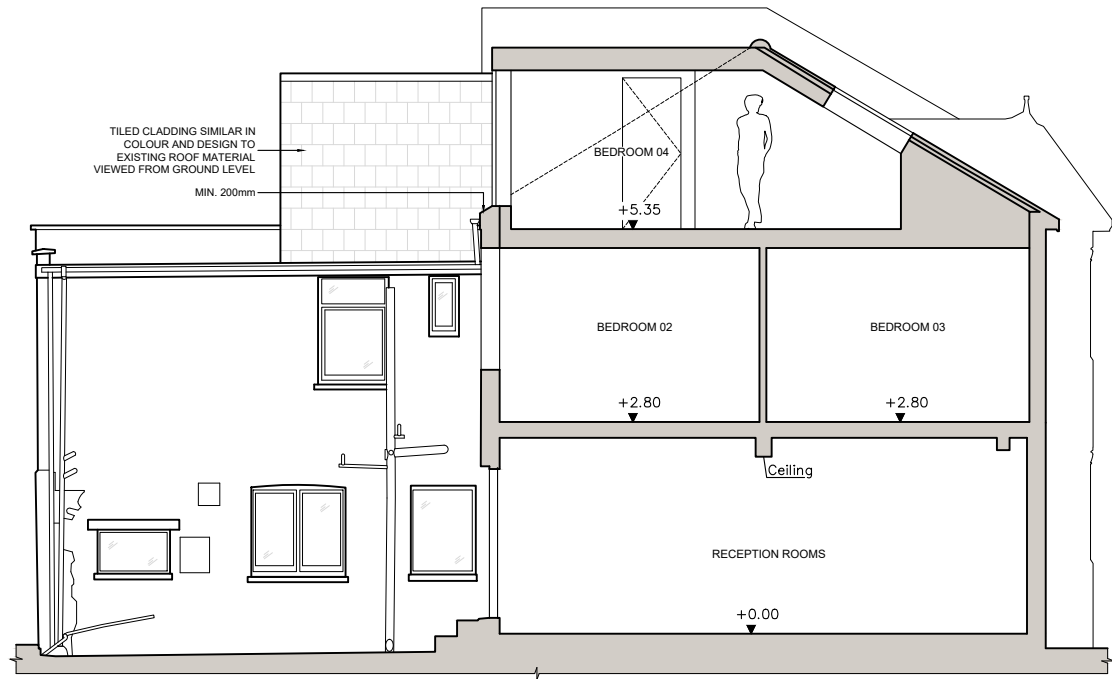 TILED CLADDING SIMILAR IN
COLOUR AND DESIGN TO
EXISTING ROOF MATERIAL
VIEWED FROM GROUND LEVEL
MIN. 200mm
BEDROOM 04
+5.35
BEDROOM 02
BEDROOM 03
+2.80
+2.80
Ceiling
RECEPTION ROOMS
+0.00